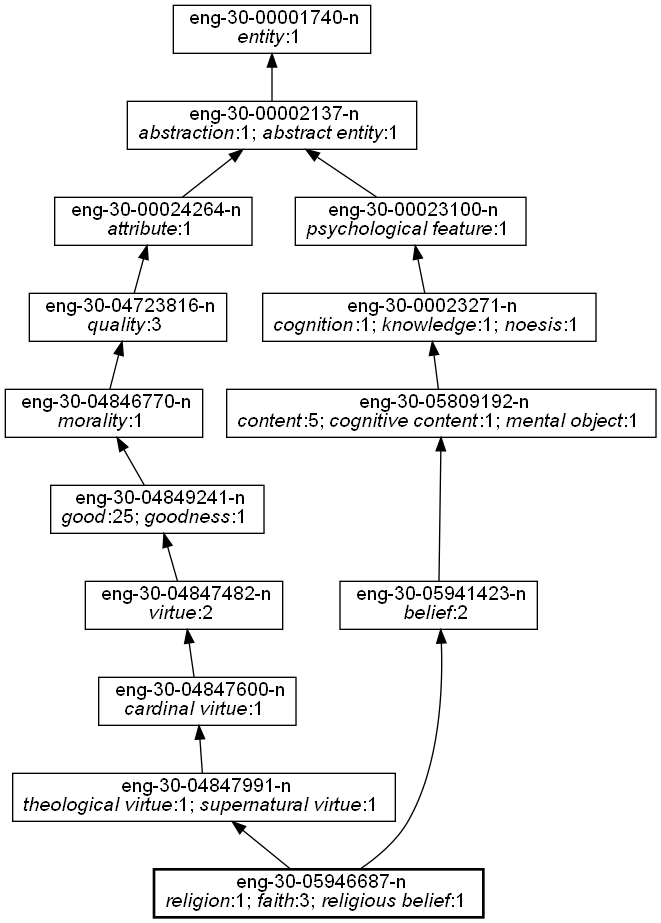 eng-30-00001740-n
entity:1
eng-30-00002137-n
abstraction:1; abstract entity:1
eng-30-00024264-n
attribute:1
eng-30-00023100-n
psychological feature:1
eng-30-04723816-n
quality:3
eng-30-00023271-n
cognition:1; knowledge:1; noesis:1
eng-30-04846770-n
morality:1
eng-30-05809192-n
content:5; cognitive content:1; mental object:1
eng-30-04849241-n
good:25; goodness:1
eng-30-04847482-n
virtue:2
eng-30-05941423-n
belief:2
eng-30-04847600-n
cardinal virtue:1
eng-30-04847991-n
theological virtue:1; supernatural virtue:1
eng-30-05946687-n
religion:1; faith:3; religious belief:1